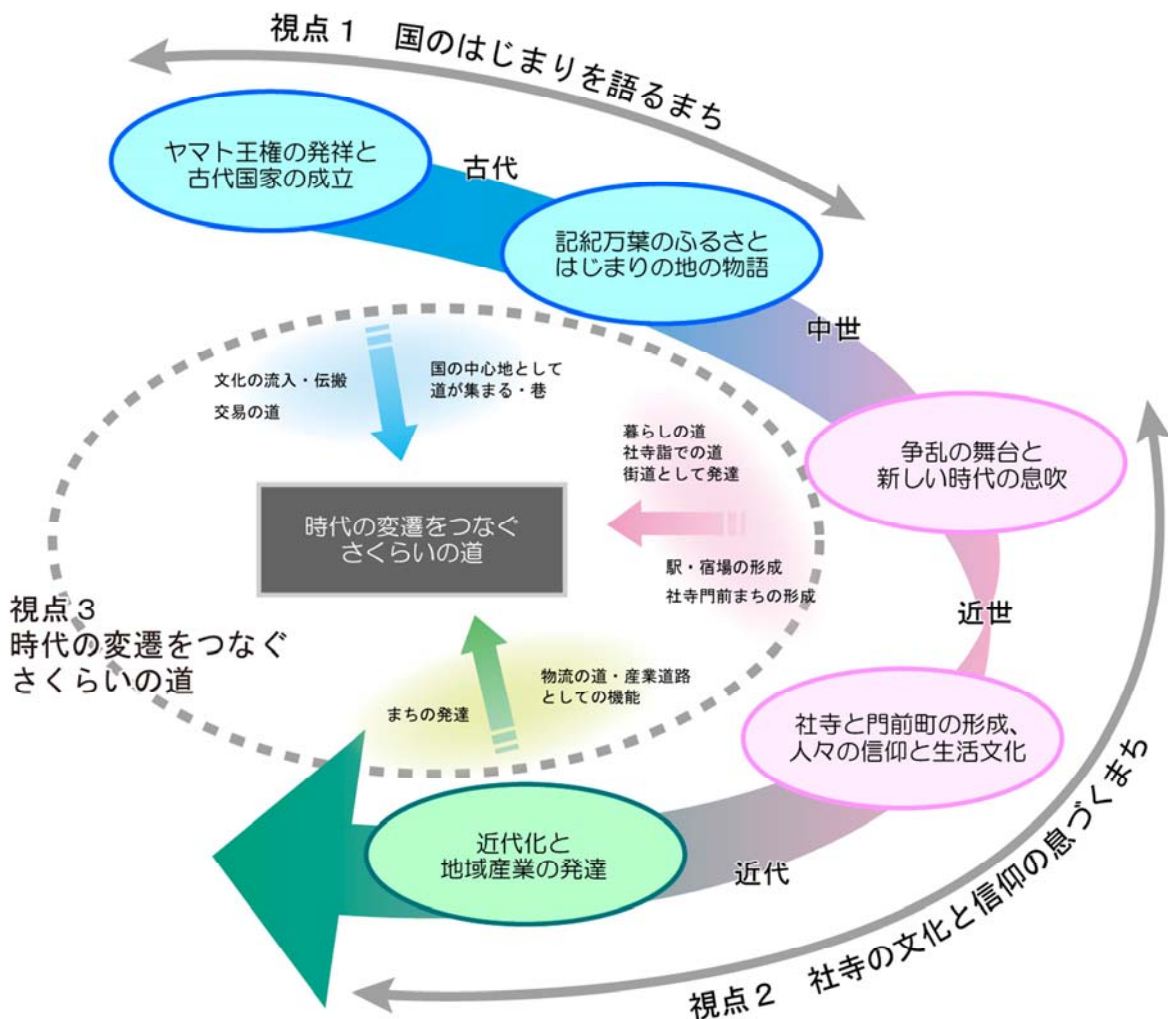 視点１　国のはじまりを語るまち
ヤマト王権の発祥と
古代国家の成立
古代
記紀万葉のふるさと
はじまりの地の物語
中世
文化の流入・伝搬
交易の道
国の中心地として
道が集まる・巷
暮らしの道
社寺詣での道
街道として発達
争乱の舞台と
新しい時代の息吹
時代の変遷をつなぐ
さくらいの道
駅・宿場の形成
社寺門前まちの形成
近世
視点３
時代の変遷をつなぐ
さくらいの道
物流の道・産業道路
としての機能
まちの発達
社寺と門前町の形成、
人々の信仰と生活文化
近代化と
地域産業の発達
近代
視点２　社寺の文化と信仰の息づくまち